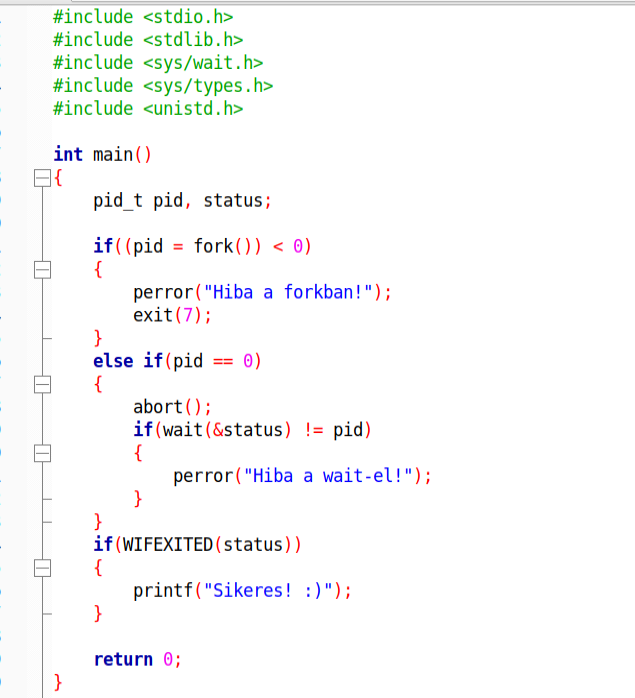 #include <stdio.h>
#include <stdlib.h>
#include <sys/wait.h>
#include <sys/types.h>
#include <unistd.h>
int main()
{
pid_t pid, status;
if((pid = fork()) < 0)
{
perror("Hiba a forkban!");
exit(7);
}
else if(pid == 0)
{
abort();
if(wait(&status) != pid)
{
perror("Hiba a wait-el!");
}
}
if(WIFEXITED(status))
{
printf("Sikeres! :)");
}
return 0;
}